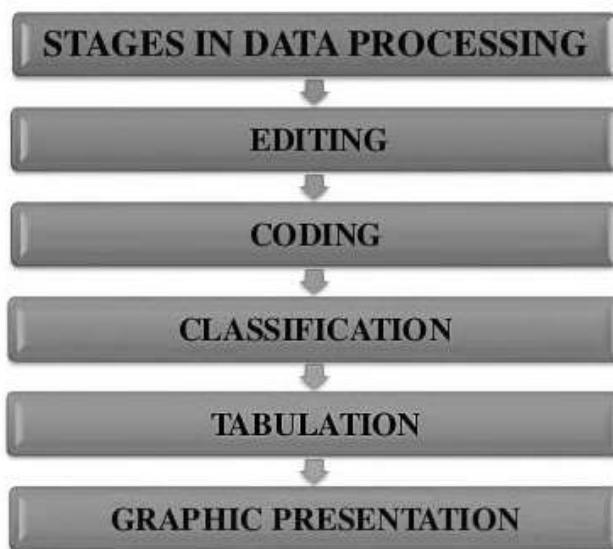 STAGES IN DATA PROCESSING
EDITING
CODING
CLASSIFICATION
TABULATION
GRAPHIC PRESENTATION